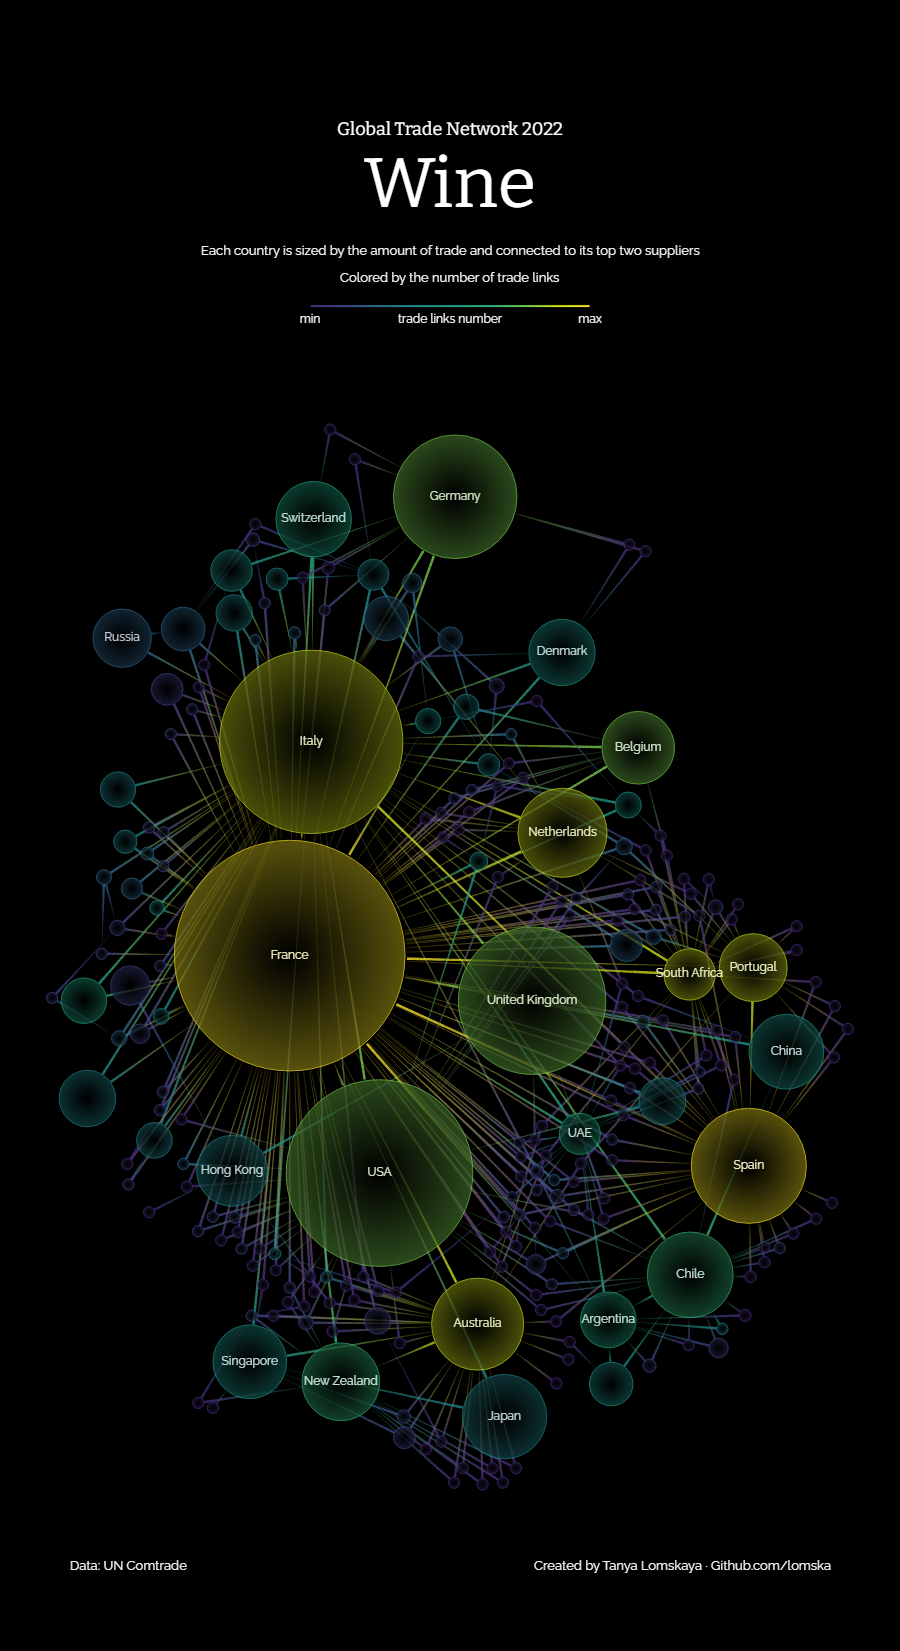 Global Trade Network 2022
Wine
Each country is sized by the amount of trade and connected to its top two suppliers
Colored by the number of trade links
min trade links number max
Germany
Switzerland
Russia
Denmark
Italy
Belgium
Netherlands
France
South Africa
Portugal
United Kingdom
China
UAE
Hong Kong
USA
Spain
Chile
Argentina
Australia
Singapore
New Zealand
Japan
Data: UN Comtrade
Created by Tanya Lomskaya · Github.com/lomska